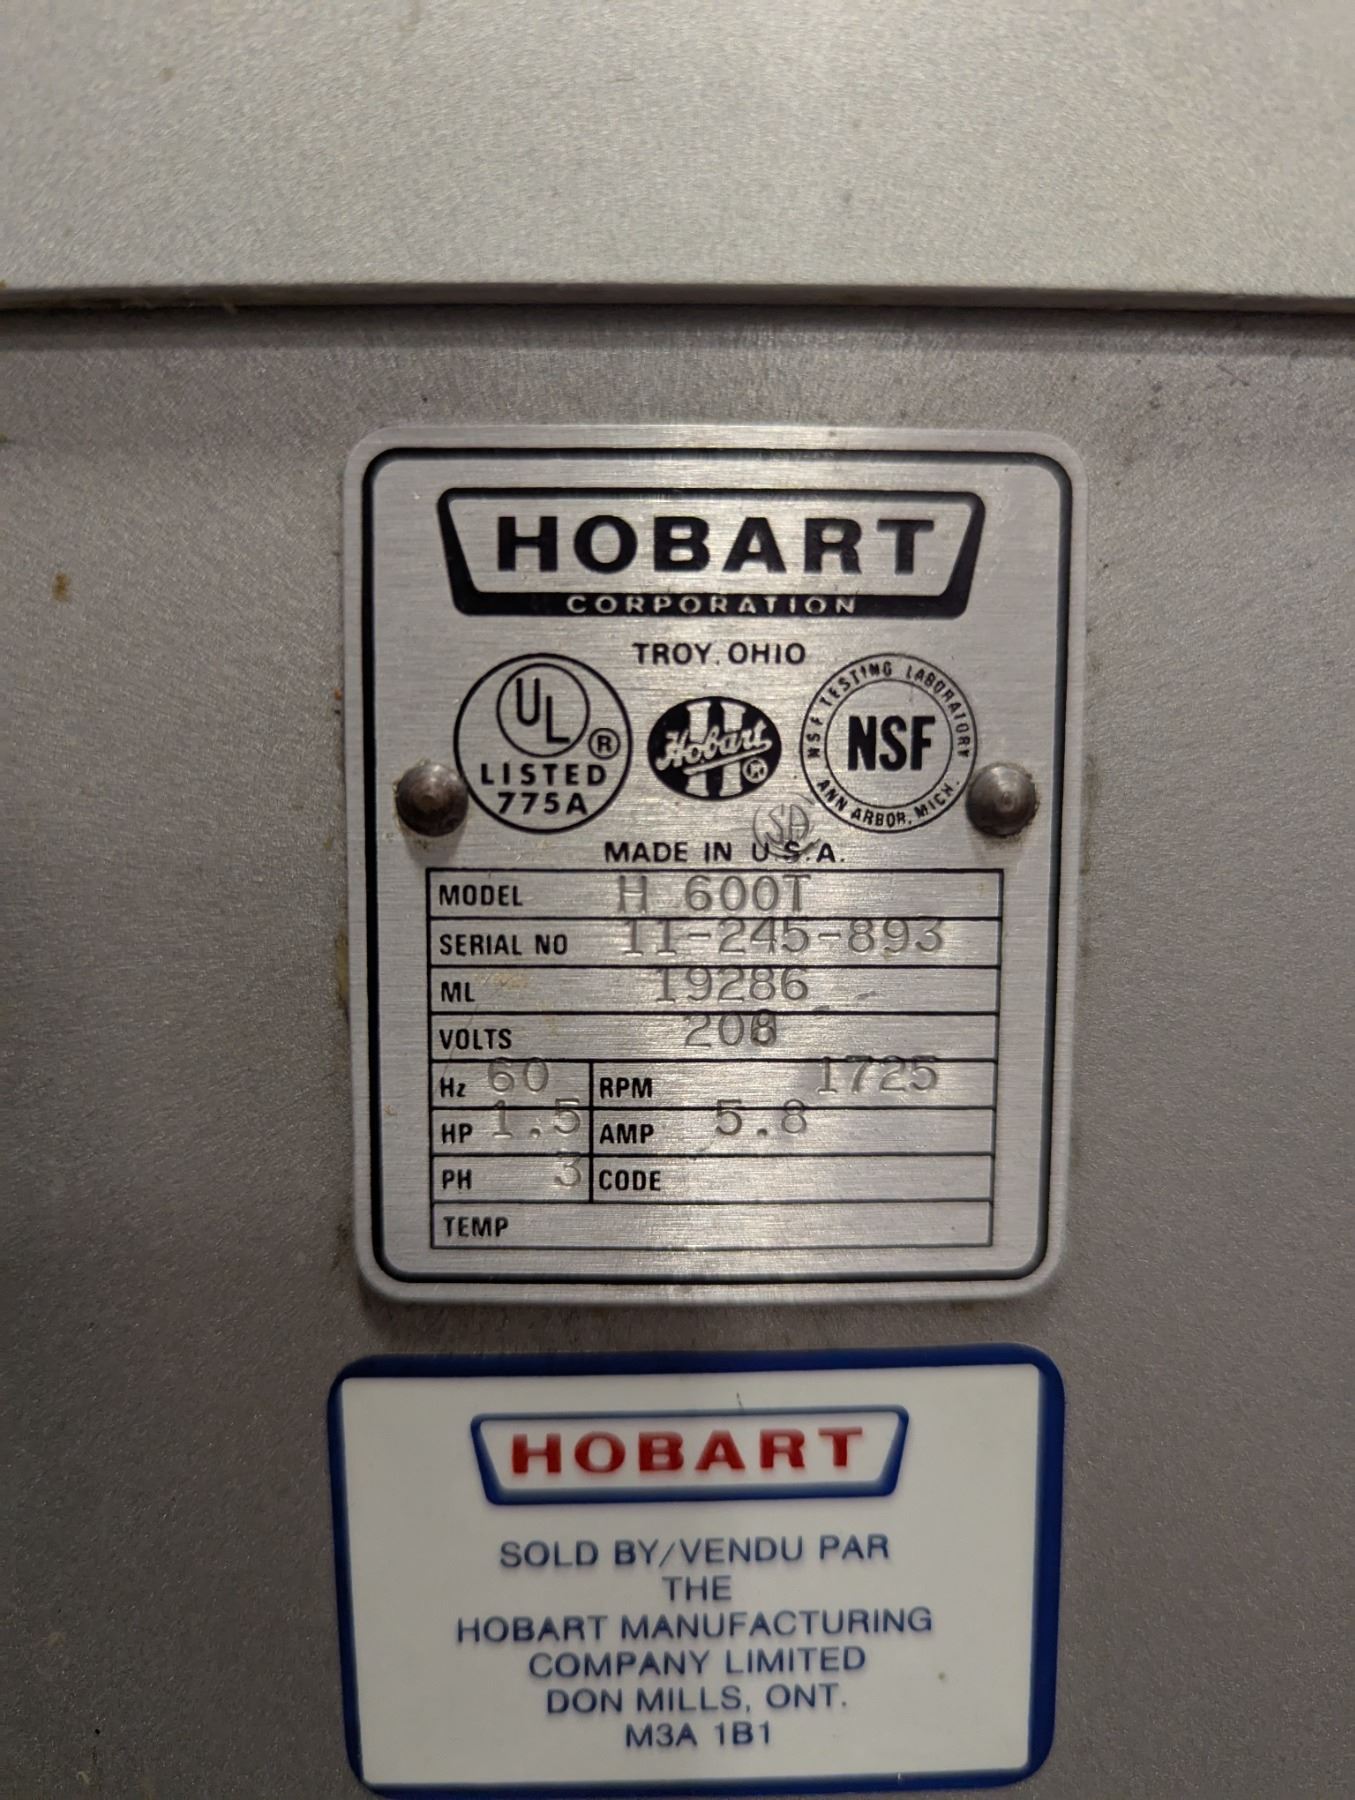 HOBART
CORPORATION
TROY, OHIO
UL ®
LISTED
775A
Hobart ®
NSF TESTING LABORATORY
NSF
ANN ARBOR, MICH.
SA
MADE IN U.S.A.
MODEL H 600T
SERIAL NO 11-245-893
ML 19286
VOLTS 208
Hz 60 RPM 1725
HP 1.5 AMP 5.8
PH 3 CODE
TEMP
HOBART
SOLD BY/VENDU PAR
THE
HOBART MANUFACTURING
COMPANY LIMITED
DON MILLS, ONT.
M3A 1B1